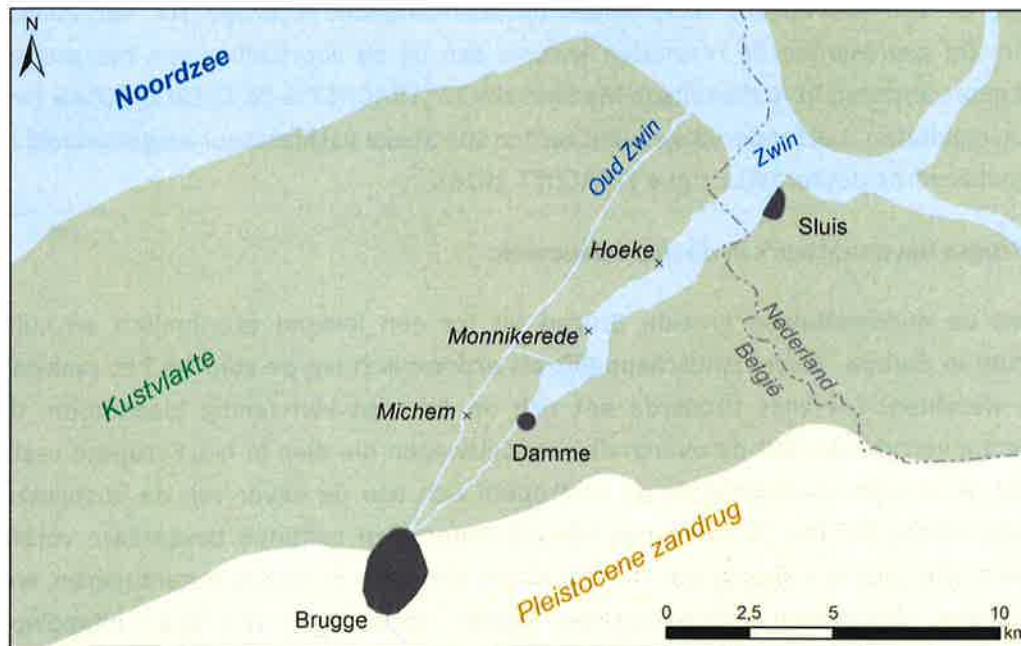 N
Noordzee
Oud Zwin
Zwin
Sluis
Hoeke
Monnikerede
Nederland
België
Kustvlakte
Michem
Damme
Pleistocene zandrug
Brugge
0 2,5 5 10
km